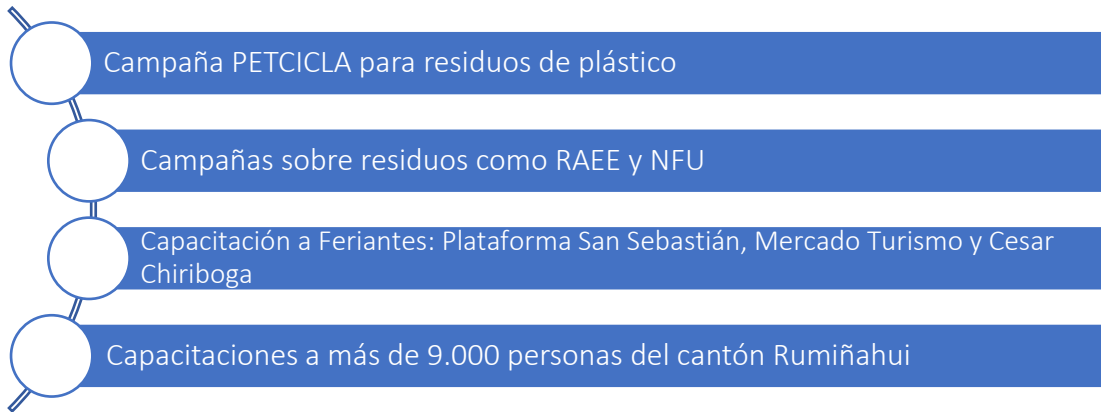 Campaña PETCICLA para residuos de plástico
Campañas sobre residuos como RAEE y NFU
Capacitación a Feriantes: Plataforma San Sebastián, Mercado Turismo y Cesar
Chiriboga
Capacitaciones a más de 9.000 personas del cantón Rumiñahui